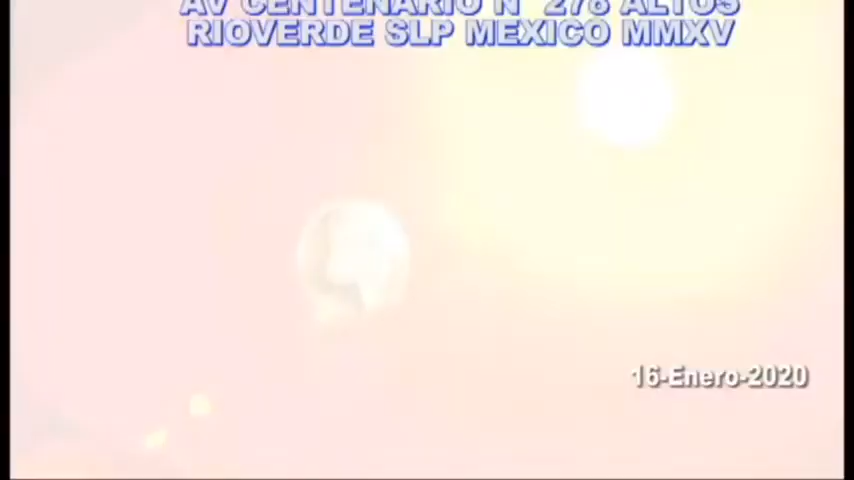 AV CENTENARIO N° 278 ALTOS
RIOVERDE SLP MEXICO MMXV
16-Enero-2020